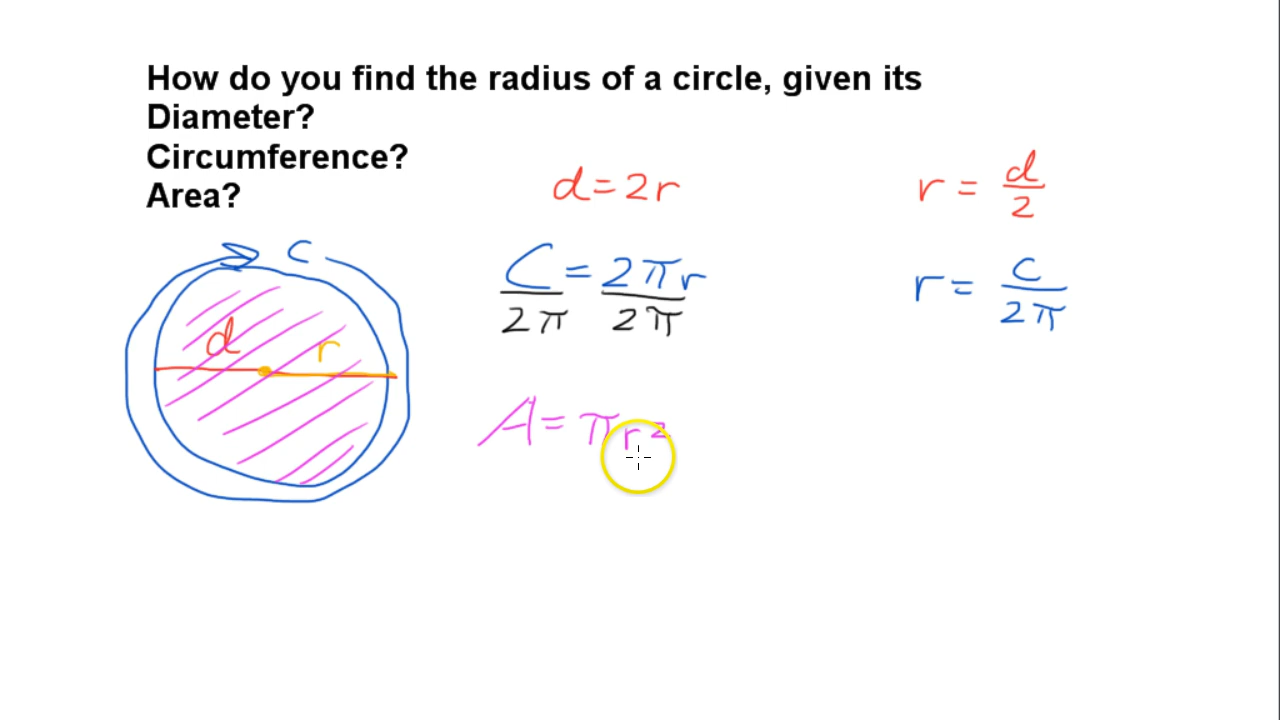 How do you find the radius of a circle, given its
Diameter?
Circumference?
Area?
d = 2r
r = d/2
C
C/2π = 2πr/2π
r = C/2π
d
r
A = πr²